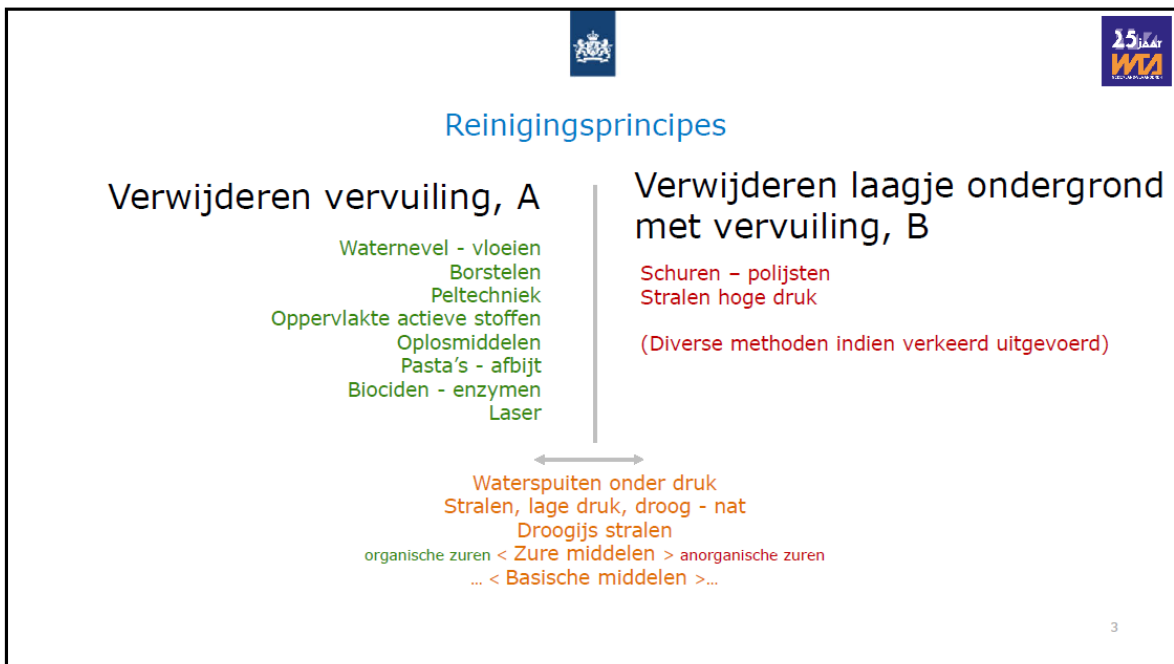 25 JAAR
WTA
Reinigingsprincipes
Verwijderen vervuiling, A
Waternevel - vloeien
Borstelen
Peltechniek
Oppervlakte actieve stoffen
Oplosmiddelen
Pasta's - afbijt
Biociden - enzymen
Laser
Verwijderen laagje ondergrond
met vervuiling, B
Schuren – polijsten
Stralen hoge druk
(Diverse methoden indien verkeerd uitgevoerd)
Waterspuiten onder druk
Stralen, lage druk, droog - nat
Droogijs stralen
organische zuren < Zure middelen > anorganische zuren
... < Basische middelen >...
3